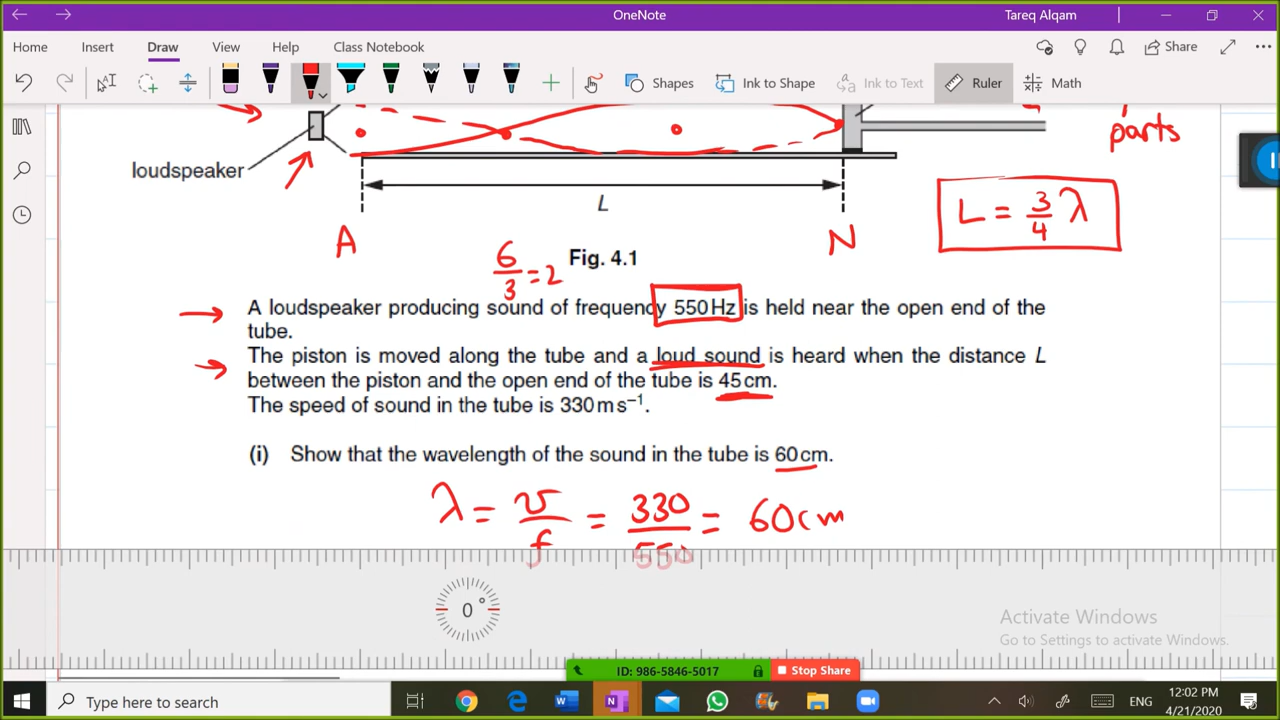 OneNote
Tareq Alqam
Home Insert Draw View Help Class Notebook Share
Shapes Ink to Shape Ink to Text Ruler Math
parts
loudspeaker
L
L = 3/4 λ
A
N
6/3 = 2
Fig. 4.1
A loudspeaker producing sound of frequency 550 Hz is held near the open end of the
tube.
The piston is moved along the tube and a loud sound is heard when the distance L
between the piston and the open end of the tube is 45 cm.
The speed of sound in the tube is 330 m s⁻¹.
(i) Show that the wavelength of the sound in the tube is 60 cm.
λ = v/f = 330/550 = 60cm
0°
Activate Windows
Go to Settings to activate Windows.
ID: 986-5846-5017 Stop Share
Type here to search
ENG
12:02 PM
4/21/2020